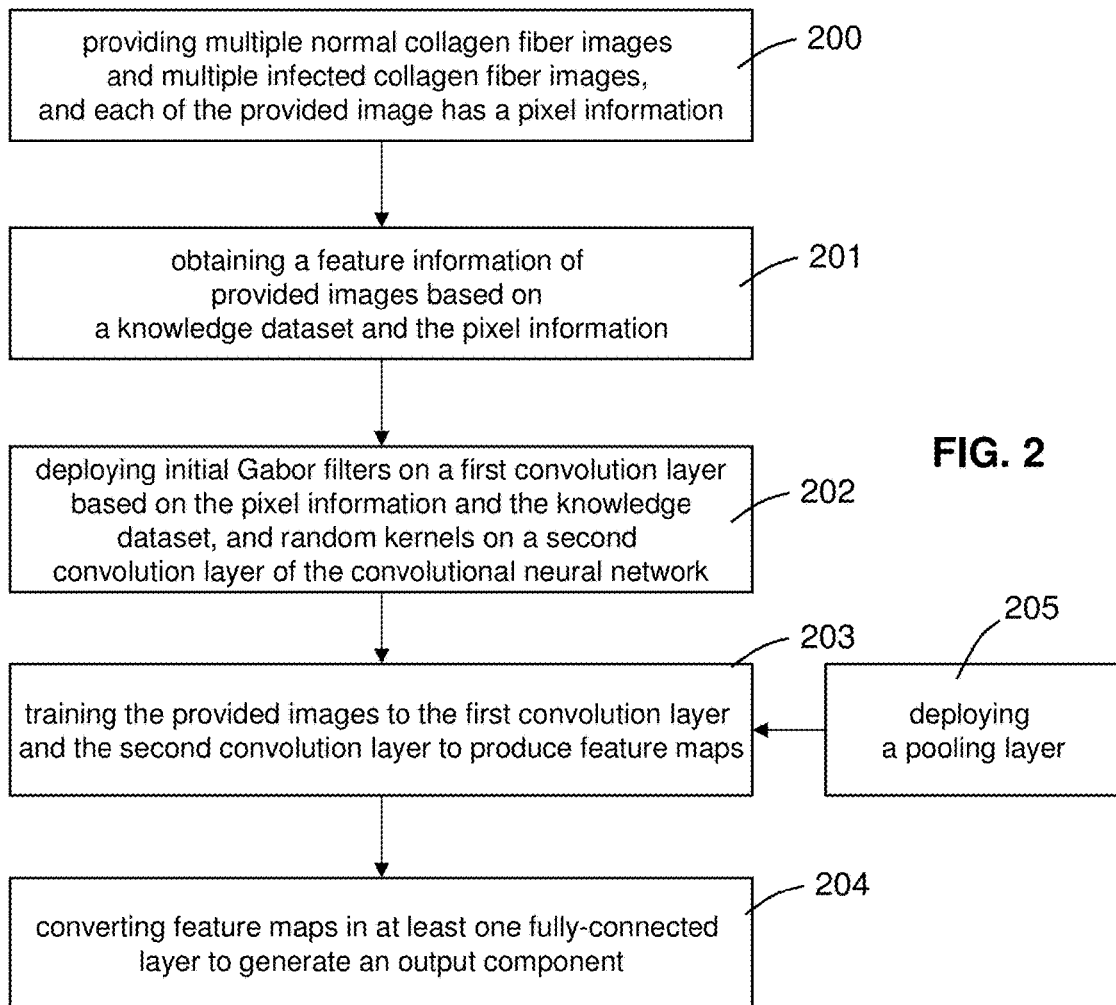 providing multiple normal collagen fiber images
and multiple infected collagen fiber images,
and each of the provided image has a pixel information
200
obtaining a feature information of
provided images based on
a knowledge dataset and the pixel information
201
deploying initial Gabor filters on a first convolution layer
based on the pixel information and the knowledge
dataset, and random kernels on a second
convolution layer of the convolutional neural network
202
FIG. 2
training the provided images to the first convolution layer
and the second convolution layer to produce feature maps
203
deploying
a pooling layer
205
converting feature maps in at least one fully-connected
layer to generate an output component
204